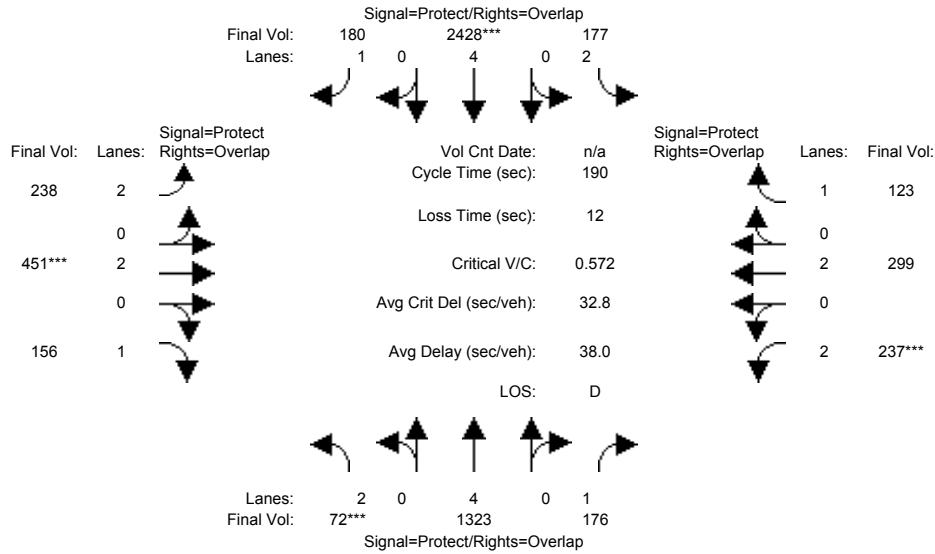 Signal=Protect/Rights=Overlap
Final Vol: 180 2428*** 177
Lanes: 1 0 4 0 2
Signal=Protect Signal=Protect
Final Vol: Lanes: Rights=Overlap Vol Cnt Date: n/a Rights=Overlap Lanes: Final Vol:
Cycle Time (sec): 190
238 2 1 123
Loss Time (sec): 12
0 0
451*** 2 Critical V/C: 0.572 2 299
0 Avg Crit Del (sec/veh): 32.8 0
156 1 Avg Delay (sec/veh): 38.0 2 237***
LOS: D
Lanes: 2 0 4 0 1
Final Vol: 72*** 1323 176
Signal=Protect/Rights=Overlap